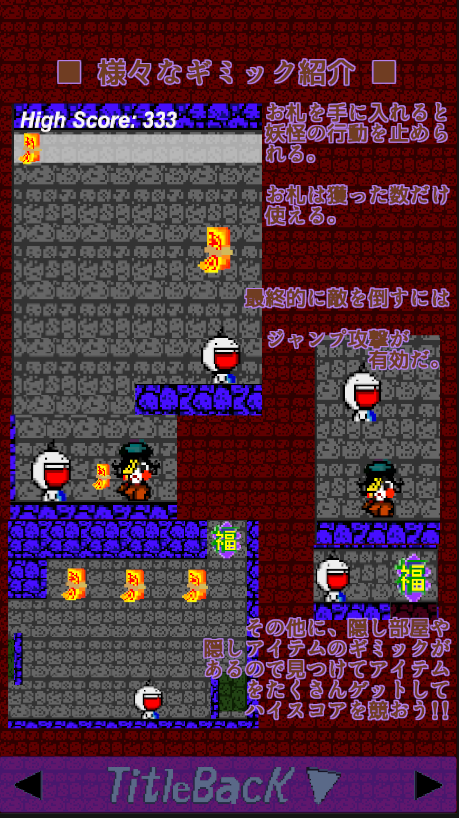 ■ 様々なギミック紹介 ■
High Score: 333
お札を手に入れると
妖怪の行動を止めら
れる。
お札は獲った数だけ
使える。
最終的に敵を倒すには
ジャンプ攻撃が
有効だ。
福
福
その他に、隠し部屋や
隠しアイテムのギミックが
あるので見つけてアイテム
をたくさんゲットして
ハイスコアを競おう!!
TitleBacK